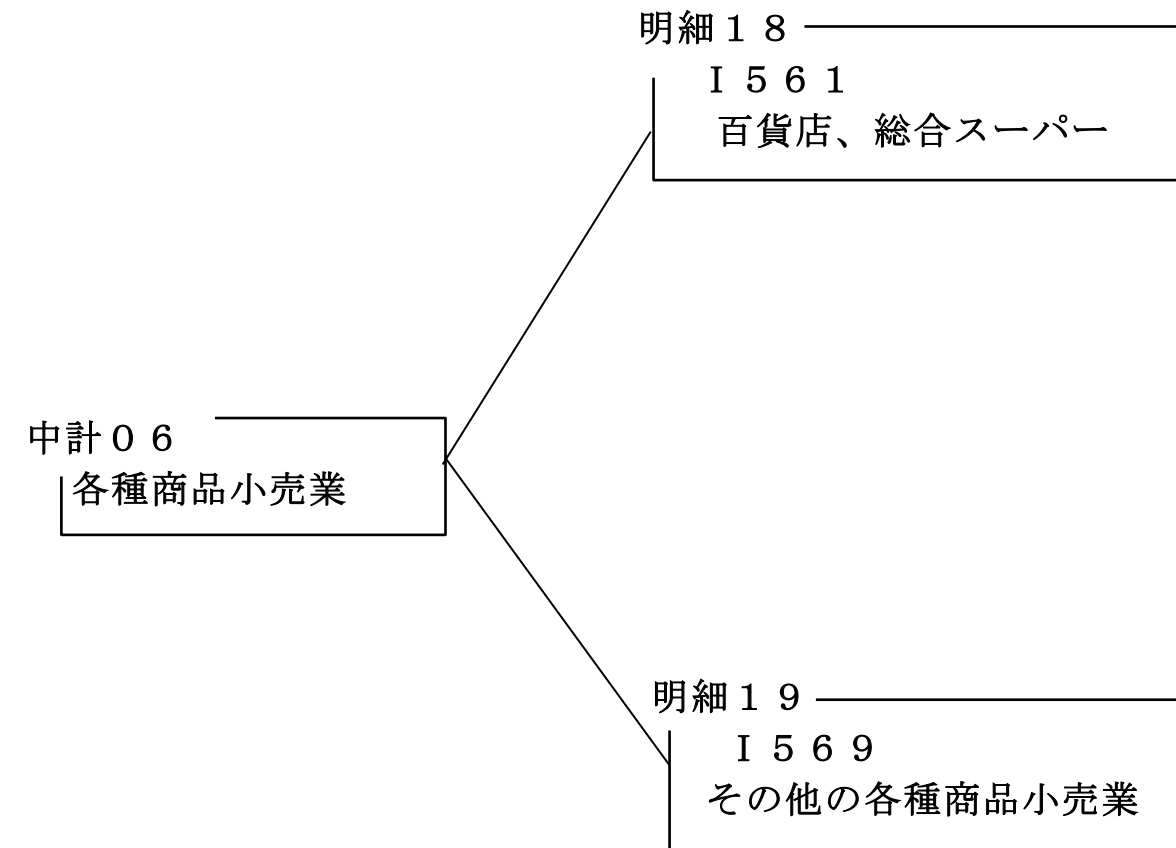 明細１８
Ｉ５６１
百貨店、総合スーパー
中計０６
各種商品小売業
明細１９
Ｉ５６９
その他の各種商品小売業